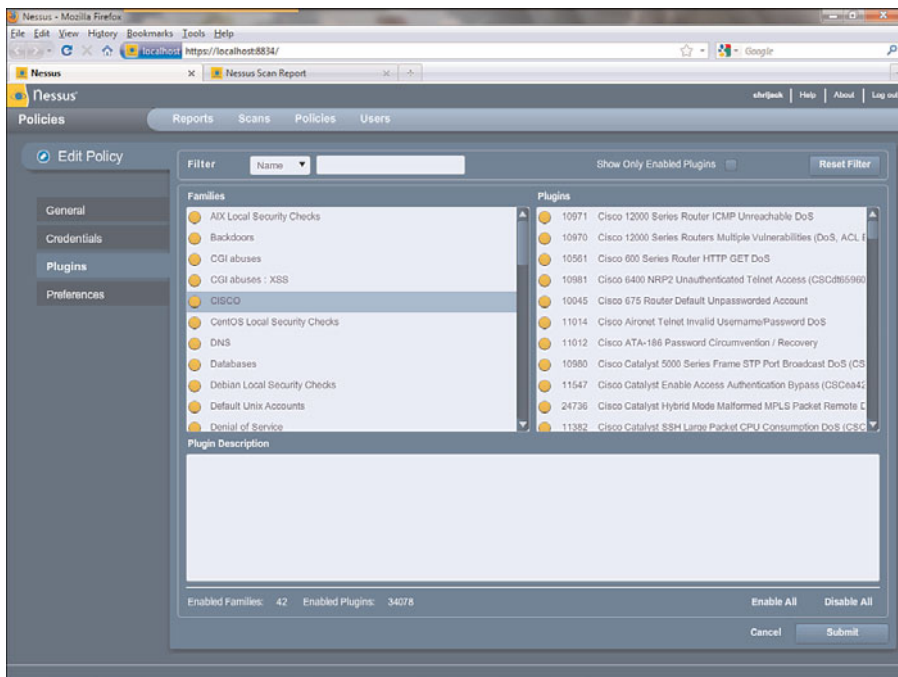 Nessus - Mozilla Firefox
File Edit View History Bookmarks Tools Help
localhost https://localhost:8834/
Google
Nessus
Nessus Scan Report
Nessus
Help About Log out
Policies
Reports Scans Policies Users
Edit Policy
General
Credentials
Plugins
Preferences
Filter Name Show Only Enabled Plugins Reset Filter
Families
AIX Local Security Checks
Backdoors
CGI abuses
CGI abuses : XSS
CISCO
CentOS Local Security Checks
DNS
Databases
Debian Local Security Checks
Default Unix Accounts
Denial of Service
Plugins
10971 Cisco 12000 Series Router ICMP Unreachable DoS
10970 Cisco 12000 Series Routers Multiple Vulnerabilities (DoS, ACL
10561 Cisco 600 Series Router HTTP GET DoS
10981 Cisco 6400 NRP2 Unauthenticated Telnet Access (CSCdt65960
10045 Cisco 675 Router Default Unpassworded Account
11014 Cisco Aironet Telnet Invalid Username/Password DoS
11012 Cisco ATA-186 Password Circumvention / Recovery
10980 Cisco Catalyst 5000 Series Frame STP Port Broadcast DoS (CS
11547 Cisco Catalyst Enable Access Authentication Bypass (CSCea42
24736 Cisco Catalyst Hybrid Mode Malformed MPLS Packet Remote
11382 Cisco Catalyst SSH Large Packet CPU Consumption DoS (CSC
Plugin Description
Enabled Families: 42 Enabled Plugins: 34078
Enable All Disable All
Cancel Submit